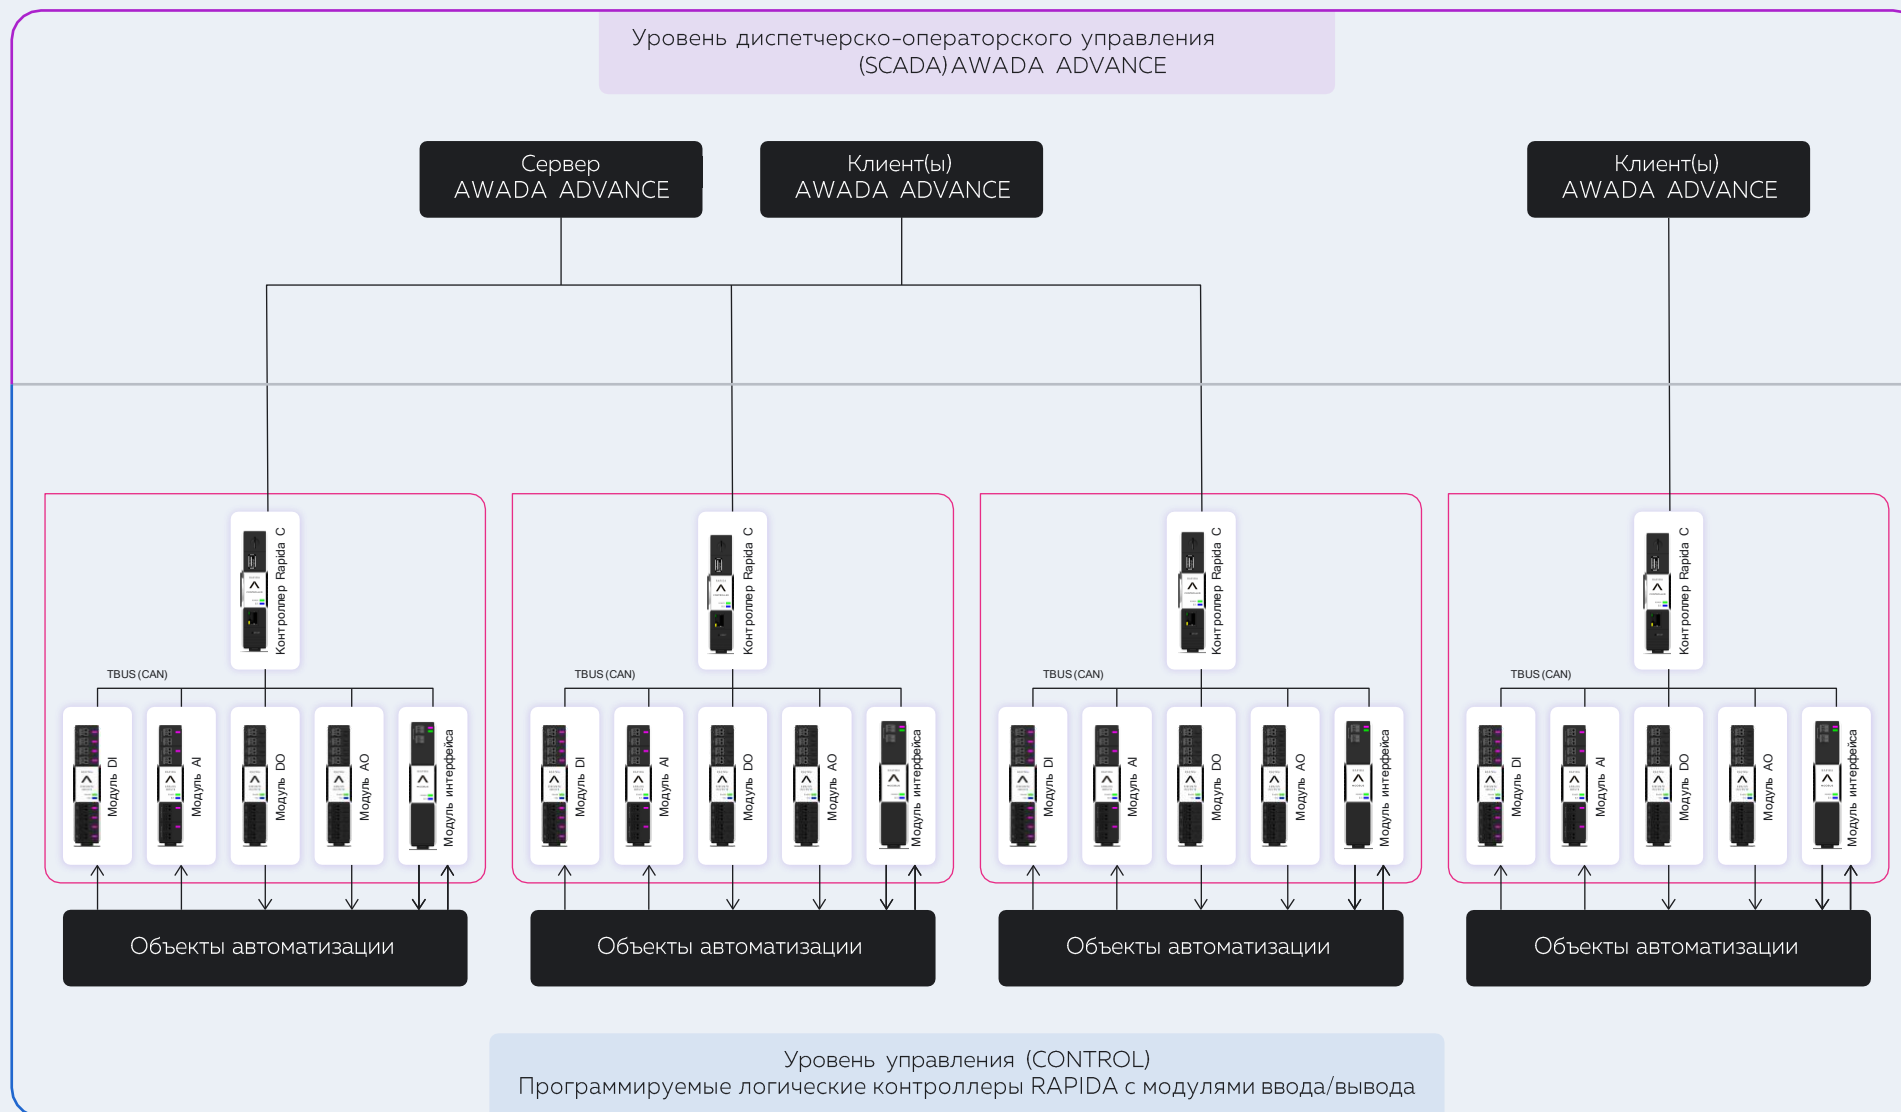 Уровень диспетчерско-операторского управления
(SCADA) AWADA ADVANCE
Сервер
AWADA ADVANCE
Клиент(ы)
AWADA ADVANCE
Клиент(ы)
AWADA ADVANCE
Контроллер Rapida C
TBUS (CAN)
Модуль DI
Модуль AI
Модуль DO
Модуль AO
Модуль интерфейса
Объекты автоматизации
Контроллер Rapida C
TBUS (CAN)
Модуль DI
Модуль AI
Модуль DO
Модуль AO
Модуль интерфейса
Объекты автоматизации
Контроллер Rapida C
TBUS (CAN)
Модуль DI
Модуль AI
Модуль DO
Модуль AO
Модуль интерфейса
Объекты автоматизации
Контроллер Rapida C
TBUS (CAN)
Модуль DI
Модуль AI
Модуль DO
Модуль AO
Модуль интерфейса
Объекты автоматизации
Уровень управления (CONTROL)
Программируемые логические контроллеры RAPIDA с модулями ввода/вывода